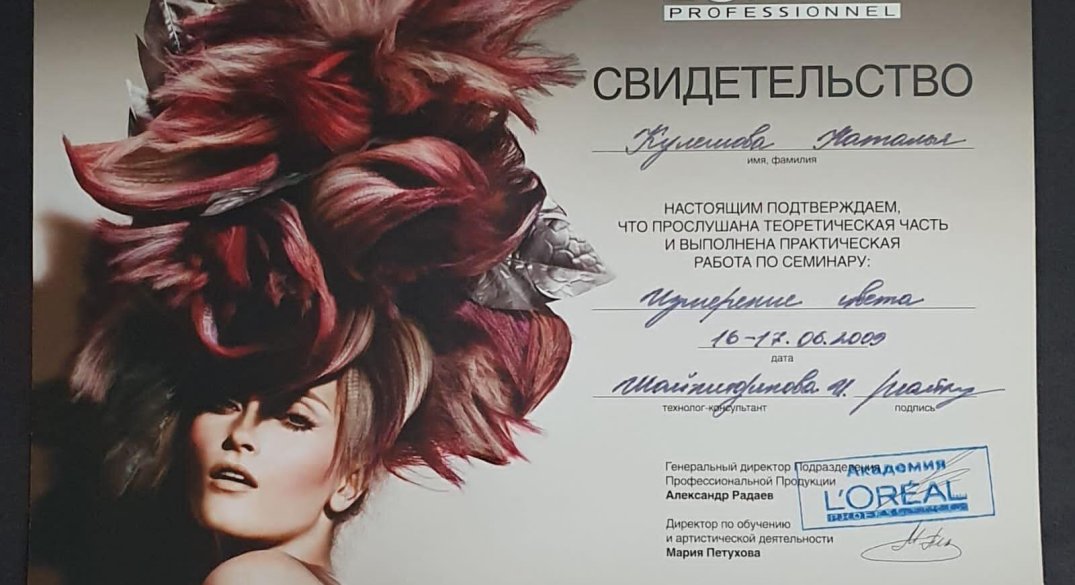 PROFESSIONNEL
СВИДЕТЕЛЬСТВО
Кулешова Наталья
имя, фамилия
НАСТОЯЩИМ ПОДТВЕРЖДАЕМ,
ЧТО ПРОСЛУШАНА ТЕОРЕТИЧЕСКАЯ ЧАСТЬ
И ВЫПОЛНЕНА ПРАКТИЧЕСКАЯ
РАБОТА ПО СЕМИНАРУ:
Измерение цвета
16-17.06.2009
дата
И.
технолог-консультант подпись
Генеральный директор Подразделения
Профессиональной Продукции
Александр Радаев
Академия
L'ORÉAL
PROFESSIONNEL
Директор по обучению
и артистической деятельности
Мария Петухова